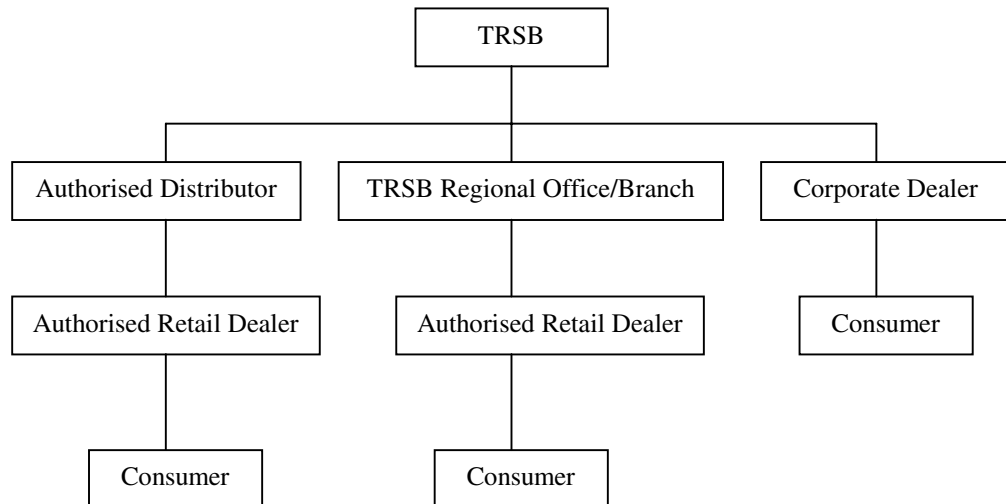 TRSB
Authorised Distributor
TRSB Regional Office/Branch
Corporate Dealer
Authorised Retail Dealer
Authorised Retail Dealer
Consumer
Consumer
Consumer